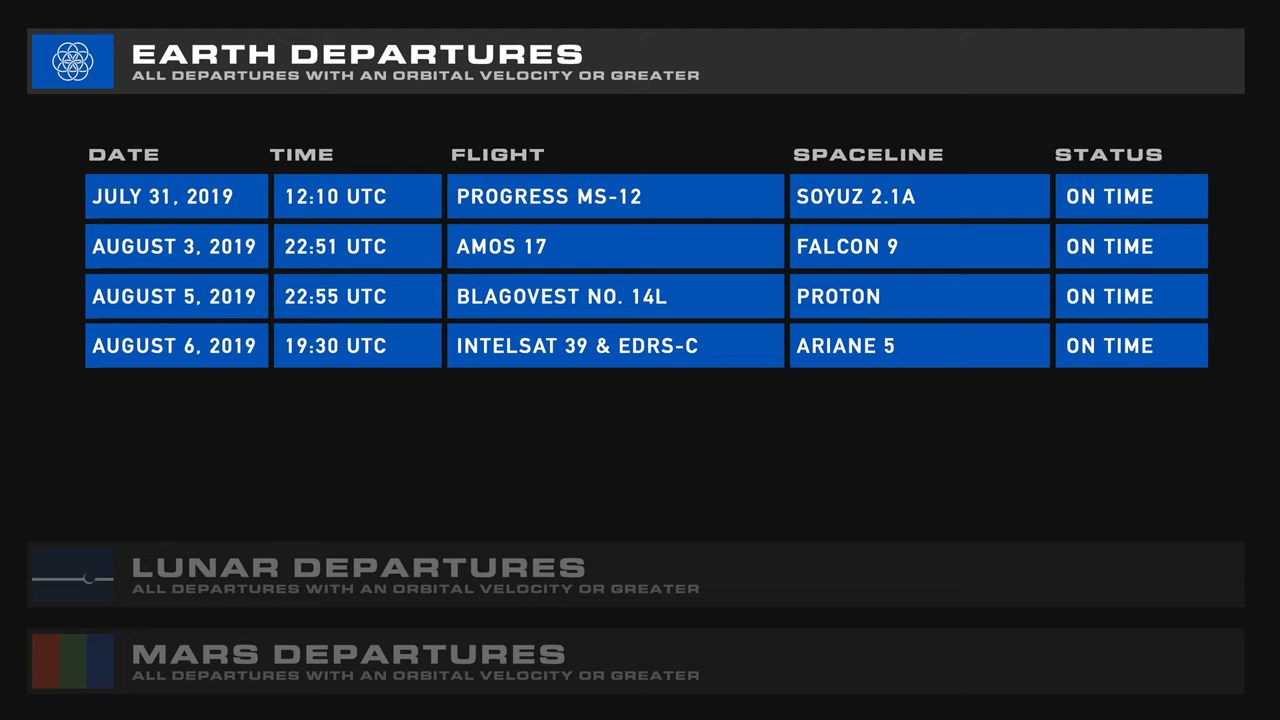 EARTH DEPARTURES
ALL DEPARTURES WITH AN ORBITAL VELOCITY OR GREATER
DATE TIME FLIGHT SPACELINE STATUS
JULY 31, 2019 12:10 UTC PROGRESS MS-12 SOYUZ 2.1A ON TIME
AUGUST 3, 2019 22:51 UTC AMOS 17 FALCON 9 ON TIME
AUGUST 5, 2019 22:55 UTC BLAGOVEST NO. 14L PROTON ON TIME
AUGUST 6, 2019 19:30 UTC INTELSAT 39 & EDRS-C ARIANE 5 ON TIME
LUNAR DEPARTURES
ALL DEPARTURES WITH AN ORBITAL VELOCITY OR GREATER
MARS DEPARTURES
ALL DEPARTURES WITH AN ORBITAL VELOCITY OR GREATER